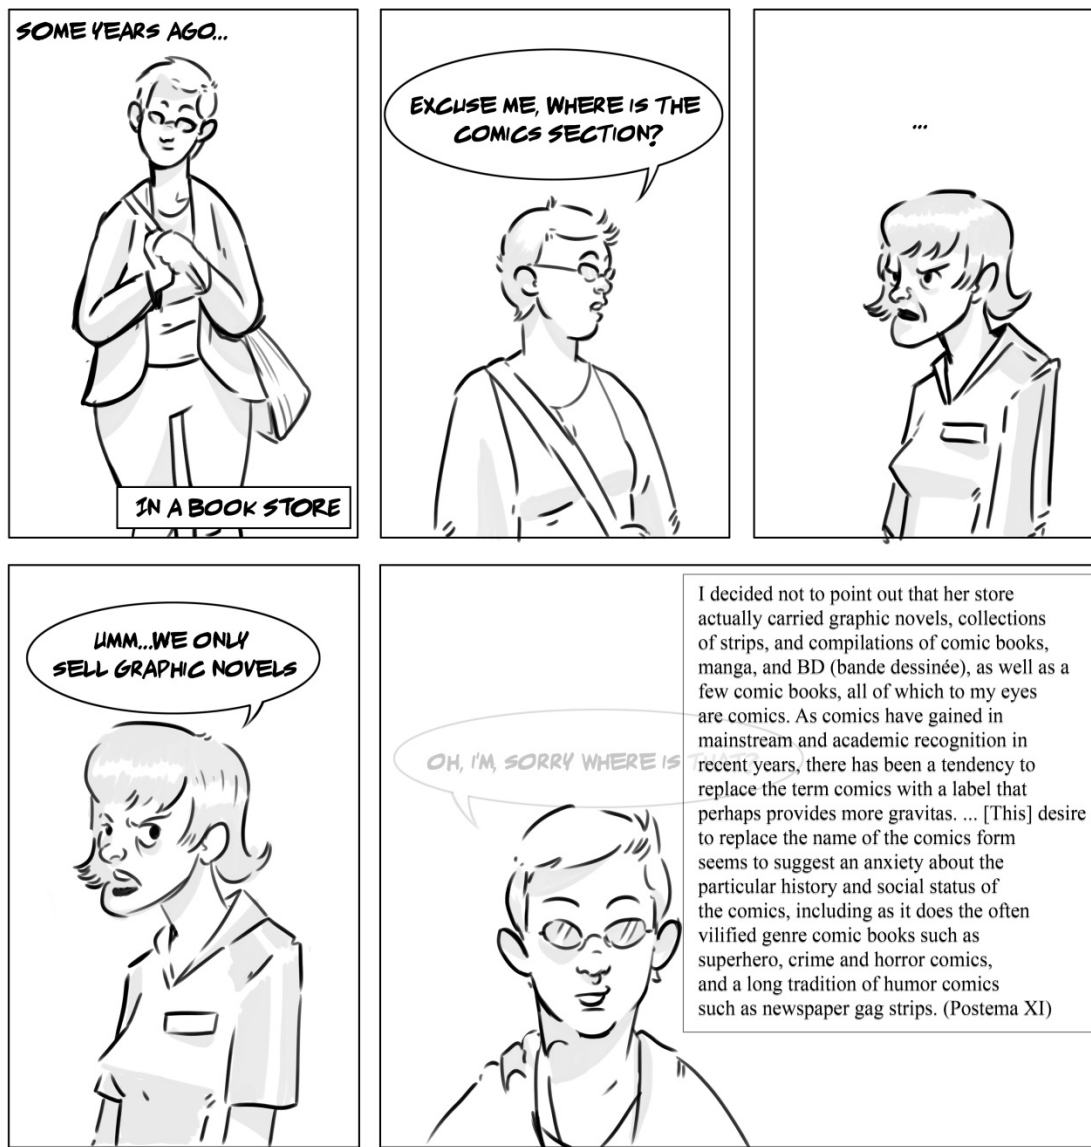 SOME YEARS AGO...
IN A BOOK STORE
EXCUSE ME, WHERE IS THE
COMICS SECTION?
...
UMM...WE ONLY
SELL GRAPHIC NOVELS
OH, I'M, SORRY WHERE IS THAT?
I decided not to point out that her store
actually carried graphic novels, collections
of strips, and compilations of comic books,
manga, and BD (bande dessinée), as well as a
few comic books, all of which to my eyes
are comics. As comics have gained in
mainstream and academic recognition in
recent years, there has been a tendency to
replace the term comics with a label that
perhaps provides more gravitas. ... [This] desire
to replace the name of the comics form
seems to suggest an anxiety about the
particular history and social status of
the comics, including as it does the often
vilified genre comic books such as
superhero, crime and horror comics,
and a long tradition of humor comics
such as newspaper gag strips. (Postema XI)